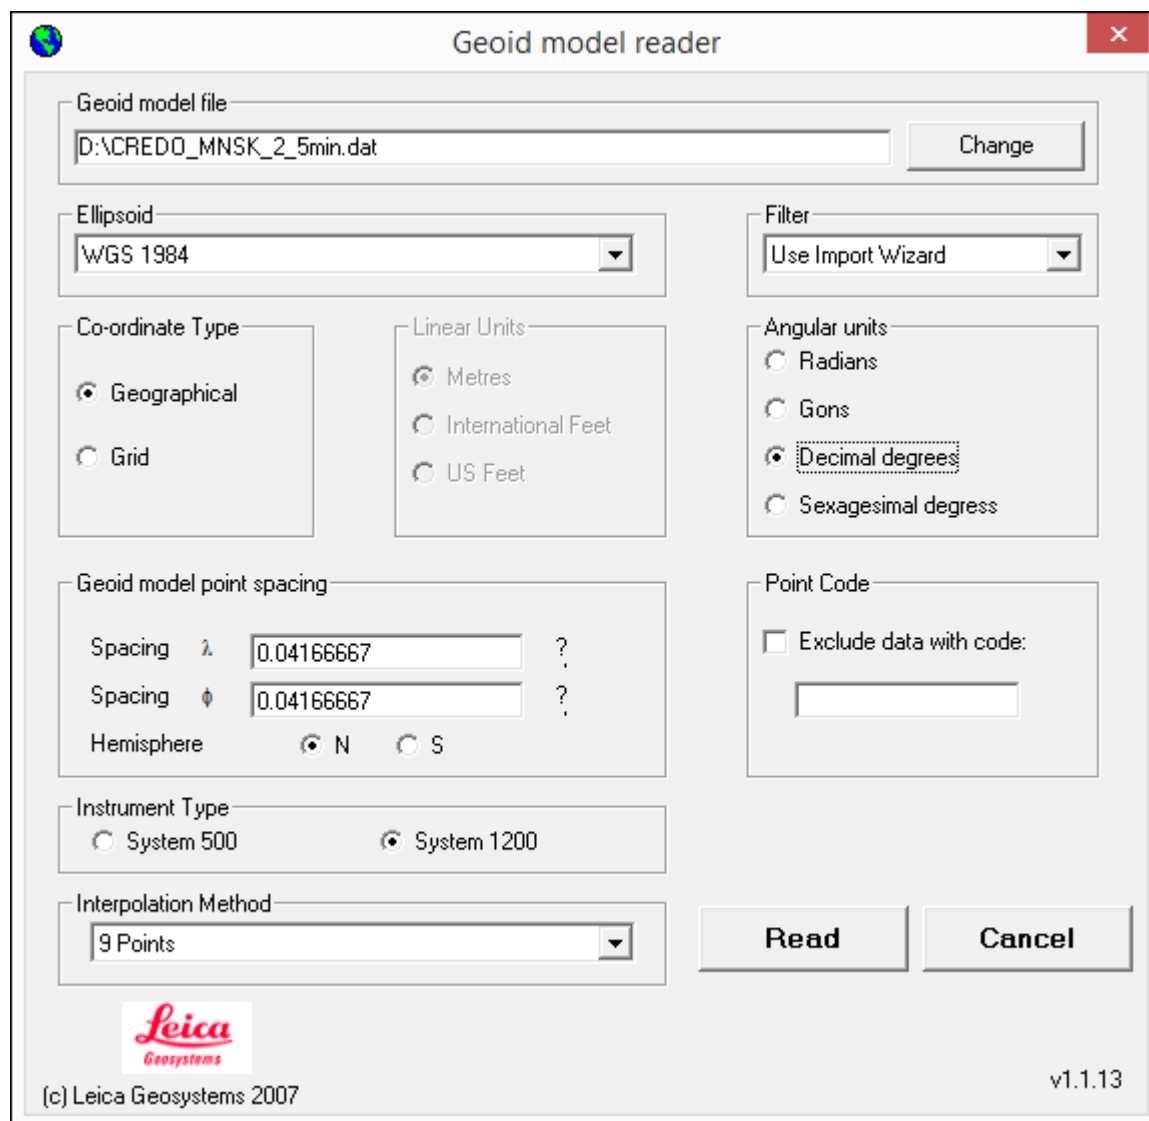 Geoid model reader
Geoid model file
D:\CREDO_MNSK_2_5min.dat
Change
Ellipsoid
WGS 1984
Filter
Use Import Wizard
Co-ordinate Type
Geographical
Grid
Linear Units
Metres
International Feet
US Feet
Angular units
Radians
Gons
Decimal degrees
Sexagesimal degress
Geoid model point spacing
Spacing λ 0.04166667 ?
Spacing ϕ 0.04166667 ?
Hemisphere N S
Point Code
Exclude data with code:
Instrument Type
System 500 System 1200
Interpolation Method
9 Points
Read
Cancel
Leica
Geosystems
(c) Leica Geosystems 2007
v1.1.13